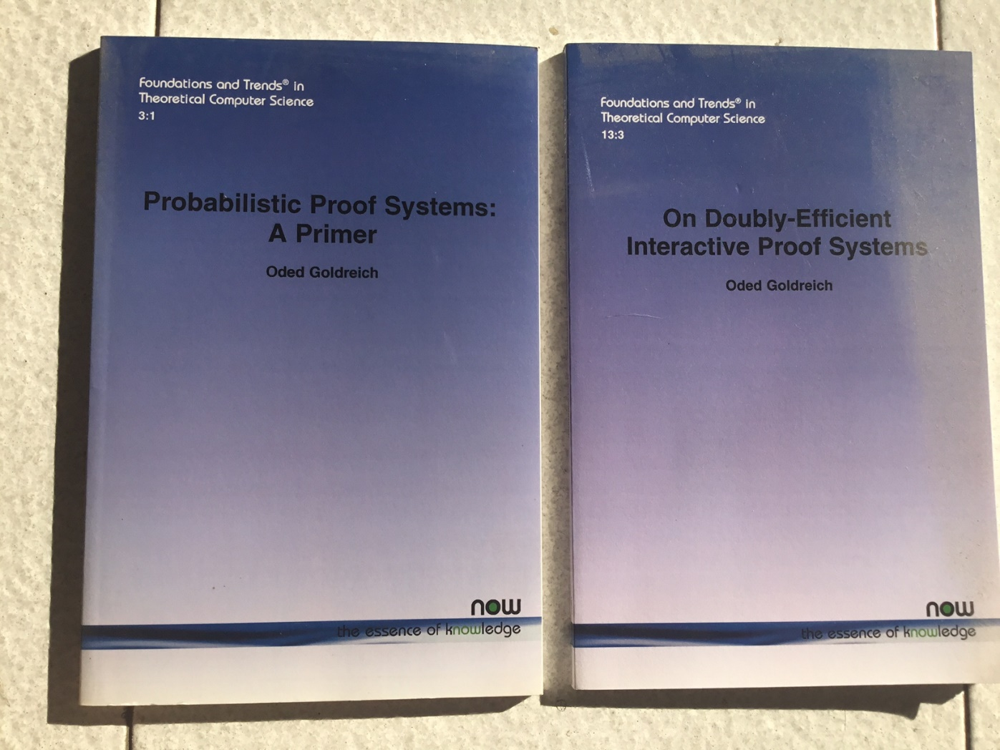 Foundations and Trends® in
Theoretical Computer Science
3:1
Probabilistic Proof Systems:
A Primer
Oded Goldreich
now
the essence of knowledge
Foundations and Trends® in
Theoretical Computer Science
13:3
On Doubly-Efficient
Interactive Proof Systems
Oded Goldreich
now
the essence of knowledge